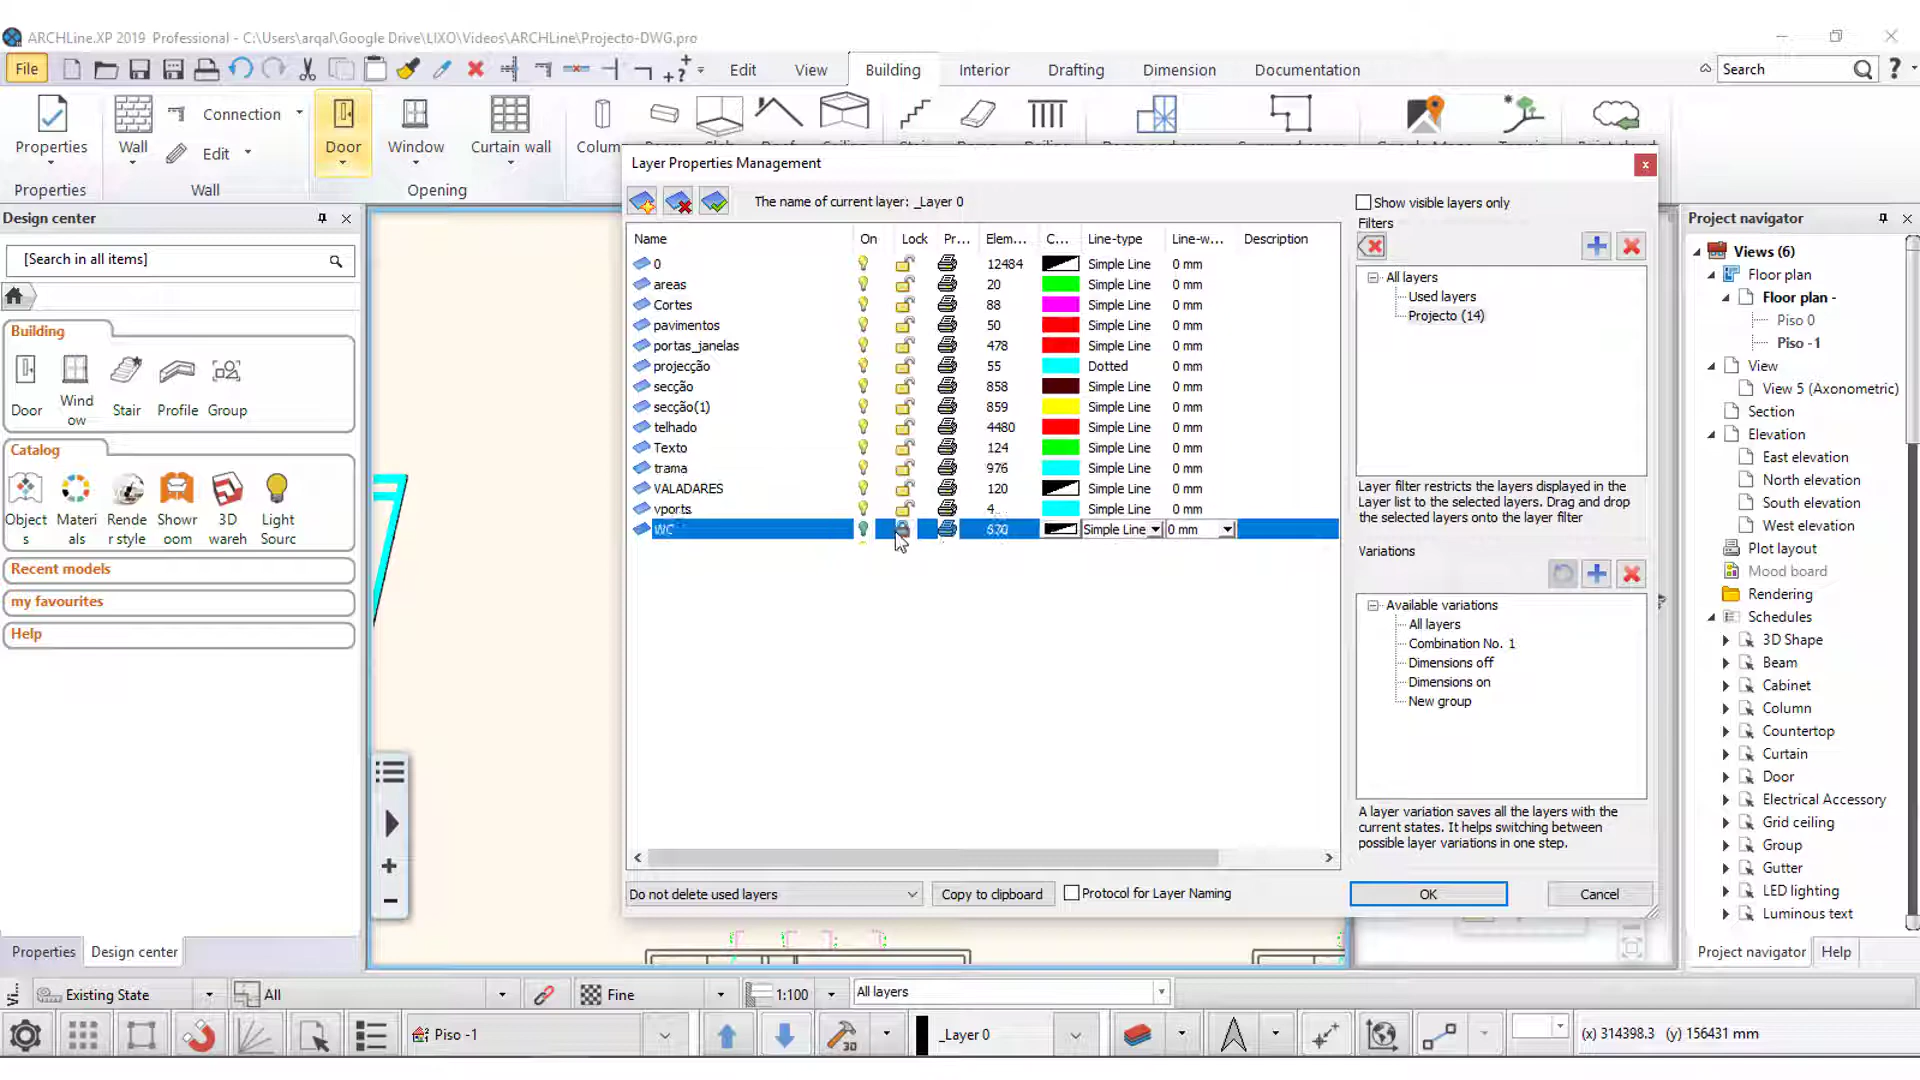 ARCHLine.XP 2019 Professional - C:\Users\arqal\Google Drive\LIXO\Videos\ARCHLine\Projecto-DWG.pro
File
Edit
View
Building
Interior
Drafting
Dimension
Documentation
Search
Properties
Wall
Connection
Edit
Door
Window
Curtain wall
Properties
Wall
Opening
Layer Properties Management
The name of current layer: _Layer 0
Show visible layers only
Filters
Name On Lock Pr... Elem... C... Line-type Line-w... Description
0 12484 Simple Line 0 mm
areas 20 Simple Line 0 mm
Cortes 88 Simple Line 0 mm
pavimentos 50 Simple Line 0 mm
portas_janelas 478 Simple Line 0 mm
projecção 55 Dotted 0 mm
secção 858 Simple Line 0 mm
secção(1) 859 Simple Line 0 mm
telhado 4480 Simple Line 0 mm
Texto 124 Simple Line 0 mm
trama 976 Simple Line 0 mm
VALADARES 120 Simple Line 0 mm
vports 4 Simple Line 0 mm
WC Simple Line 0 mm
All layers
Used layers
Projecto (14)
Layer filter restricts the layers displayed in the
Layer list to the selected layers. Drag and drop
the selected layers onto the layer filter
Variations
Available variations
All layers
Combination No. 1
Dimensions off
Dimensions on
New group
A layer variation saves all the layers with the
current states. It helps switching between
possible layer variations in one step.
Do not delete used layers
Copy to clipboard
Protocol for Layer Naming
OK
Cancel
Design center
[Search in all items]
Building
Door
Wind
ow
Stair
Profile
Group
Catalog
Object
s
Materi
als
Rende
r style
Showr
oom
3D
wareh
Light
Sourc
Recent models
my favourites
Help
Properties
Design center
Project navigator
Views (6)
Floor plan
Floor plan -
Piso 0
Piso -1
View
View 5 (Axonometric)
Section
Elevation
East elevation
North elevation
South elevation
West elevation
Plot layout
Mood board
Rendering
Schedules
3D Shape
Beam
Cabinet
Column
Countertop
Curtain
Door
Electrical Accessory
Grid ceiling
Group
Gutter
LED lighting
Luminous text
Project navigator
Help
Existing State
All
Fine
1:100
All layers
Piso -1
3D
_Layer 0
(x) 314398.3 (y) 156431 mm